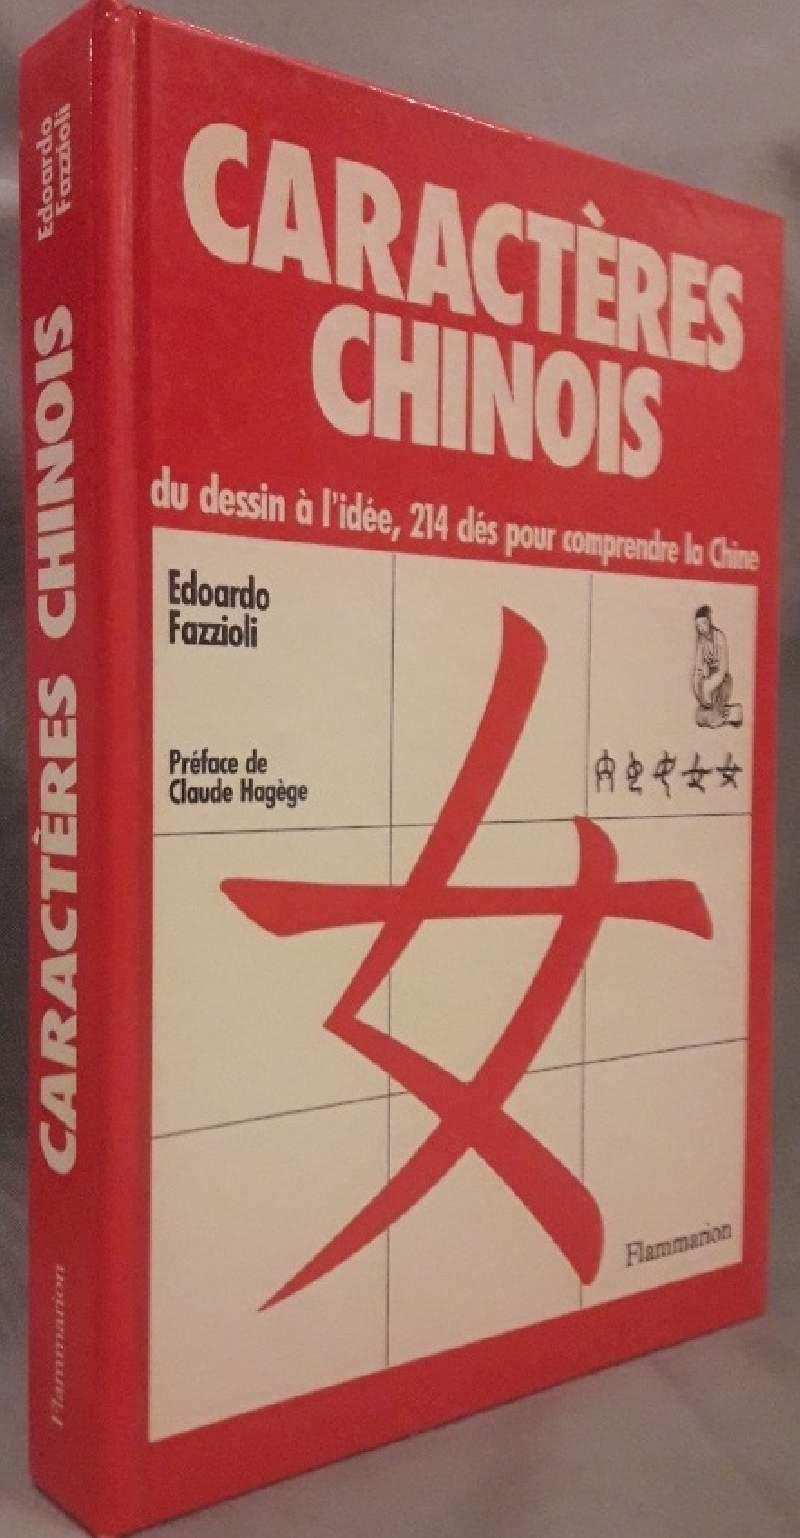 Edoardo
Fazzioli
CARACTÈRES CHINOIS
Flammarion
CARACTÈRES
CHINOIS
du dessin à l'idée, 214 clés pour comprendre la Chine
Edoardo
Fazzioli
Préface de
Claude Hagège
女
Flammarion